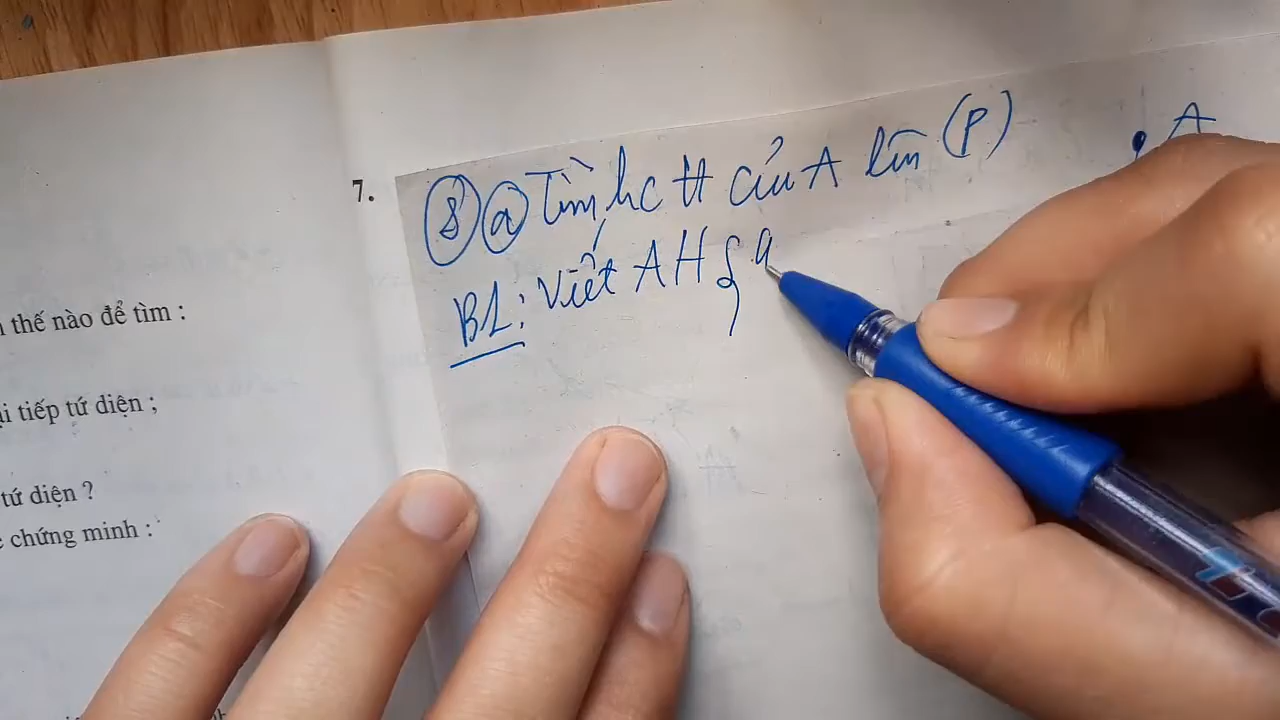 7.
⑧ ⓐ Tìm hc H của A lên (P)
A
B1: Viết AH { q
thế nào để tìm :
i tiếp tứ diện ;
tứ diện ?
chứng minh :